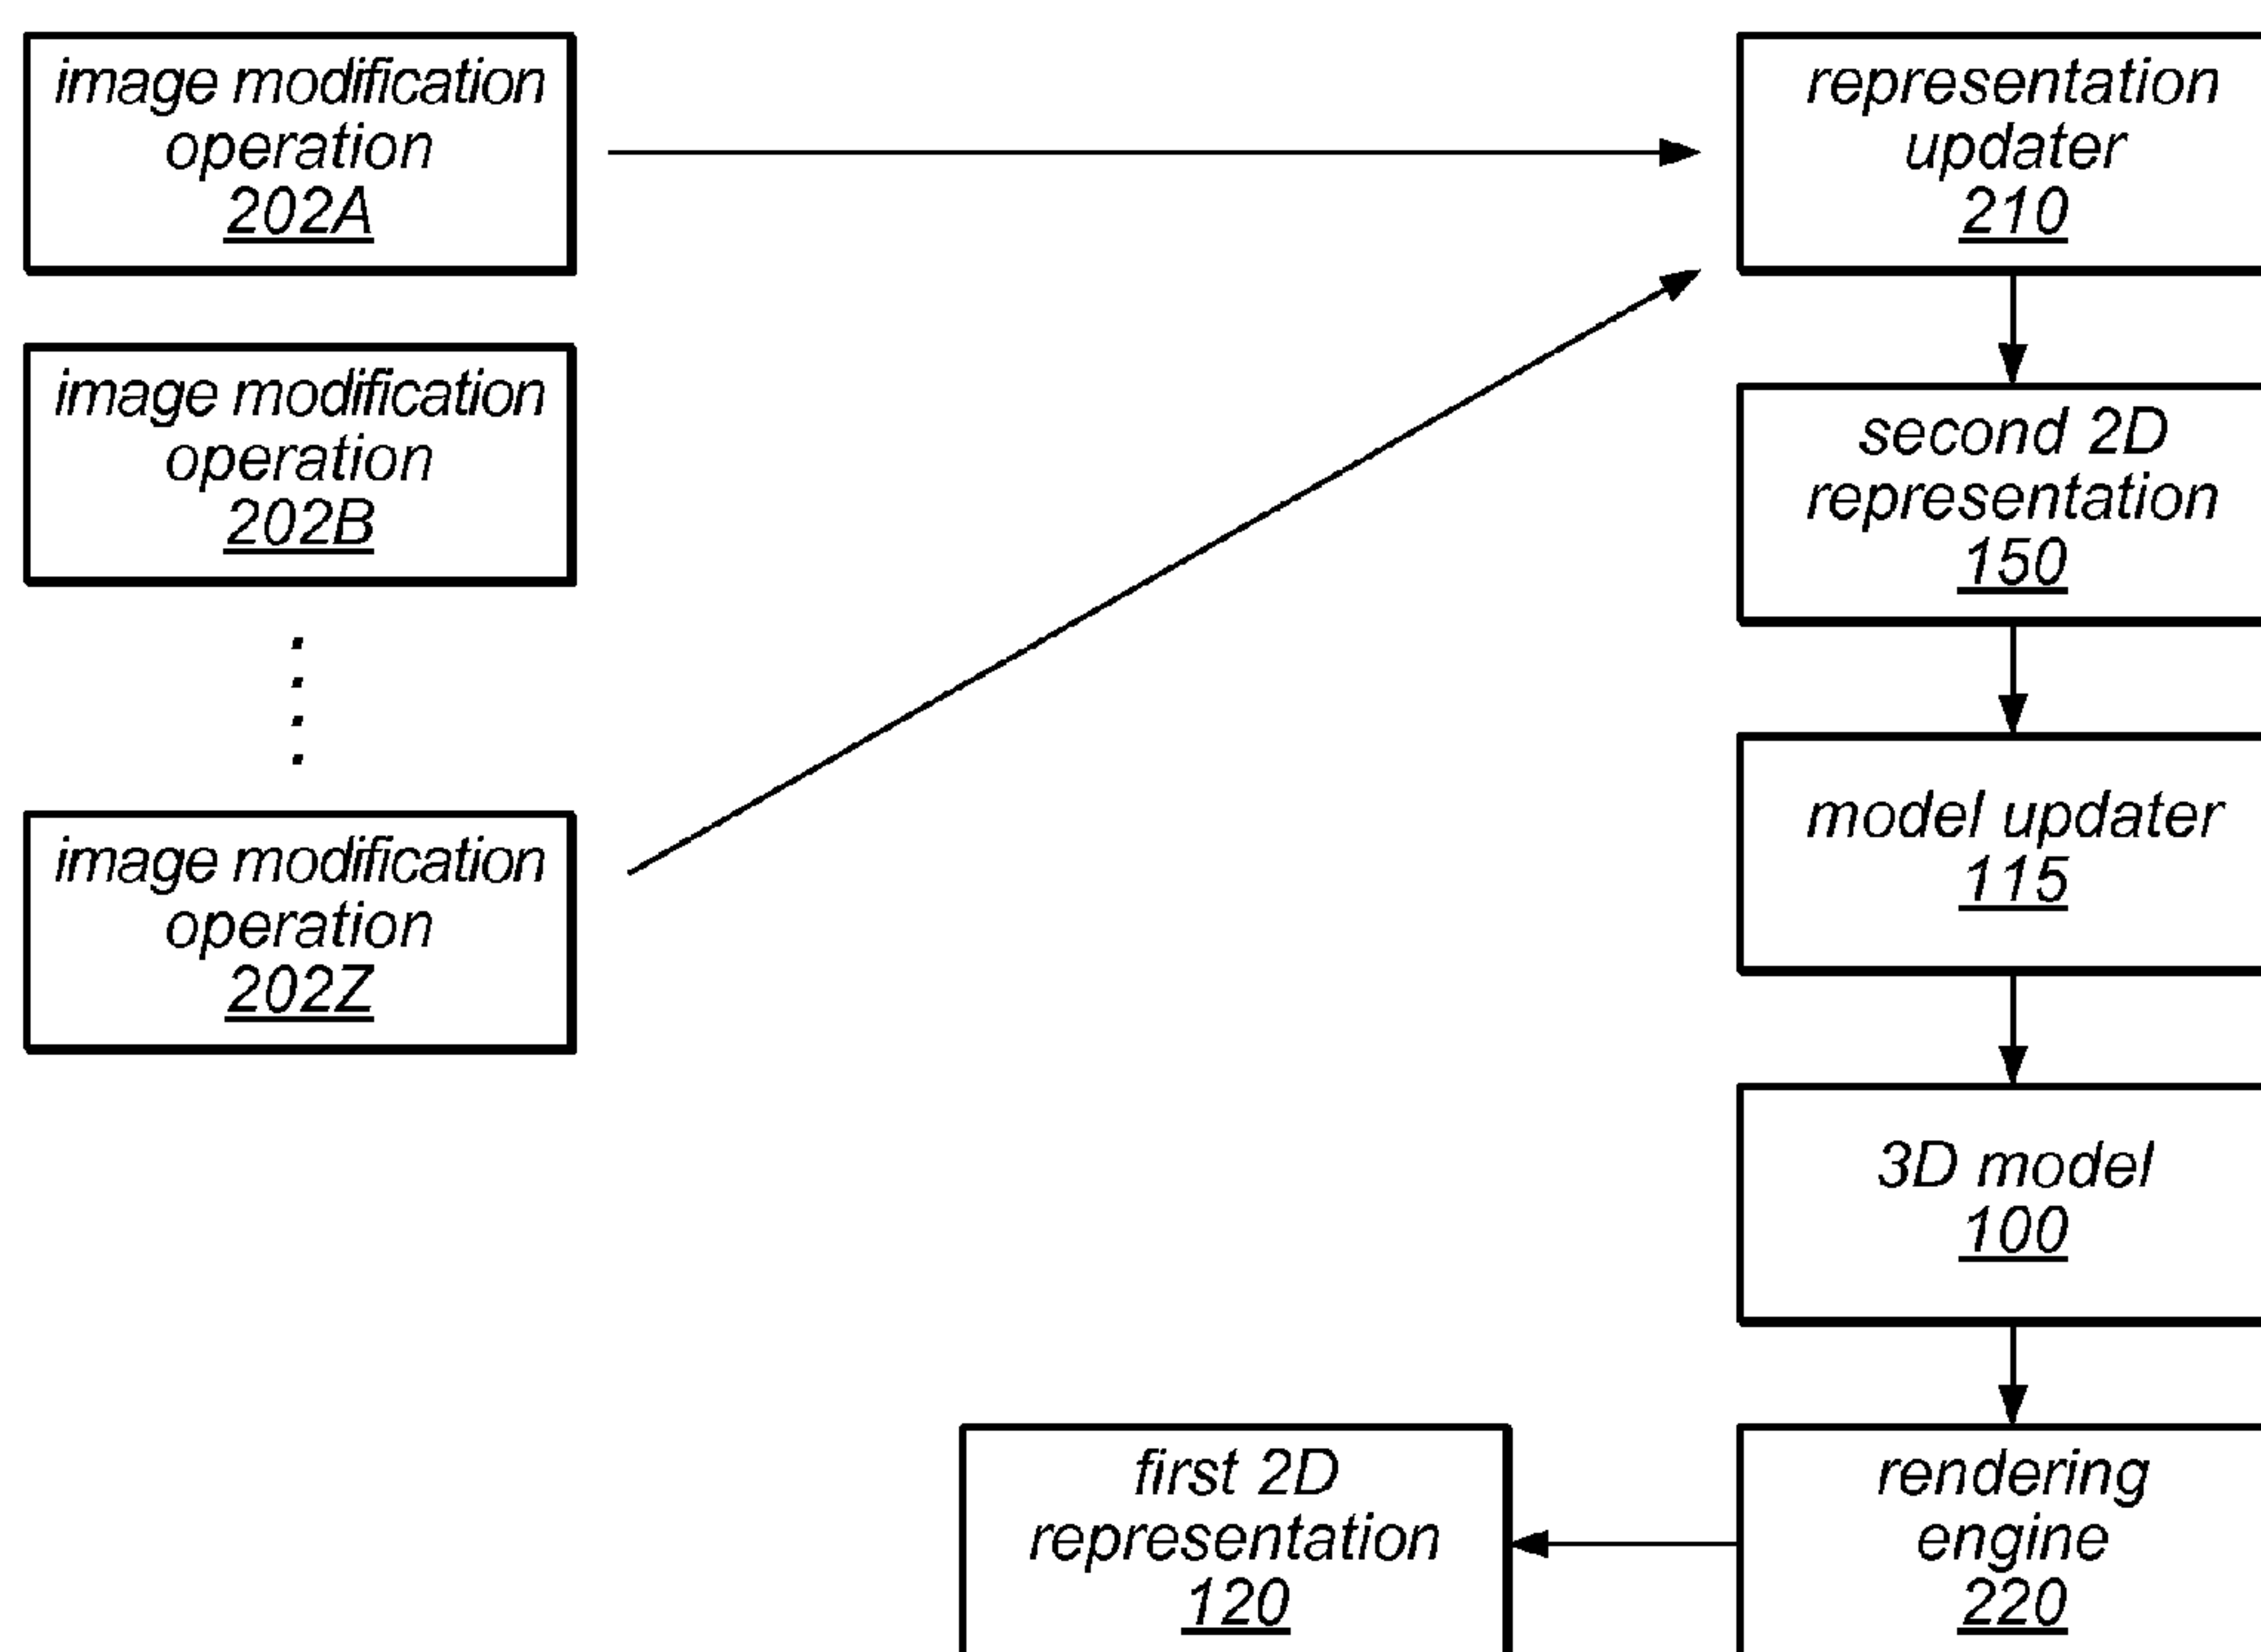 image modification
operation
202A
representation
updater
210
image modification
operation
202B
second 2D
representation
150
model updater
115
image modification
operation
202Z
3D model
100
first 2D
representation
120
rendering
engine
220